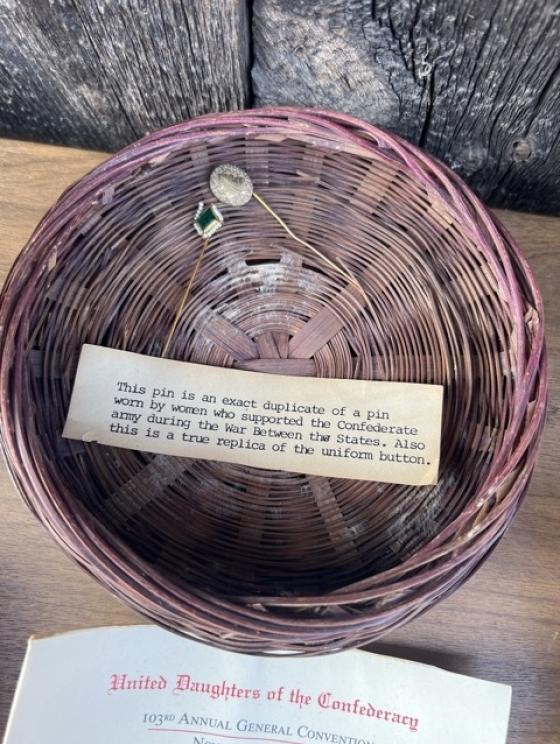 This pin is an exact duplicate of a pin
worn by women who supported the Confederate
army during the War Between the States. Also
this is a true replica of the uniform button.
United Daughters of the Confederacy
103RD ANNUAL GENERAL CONVENTION